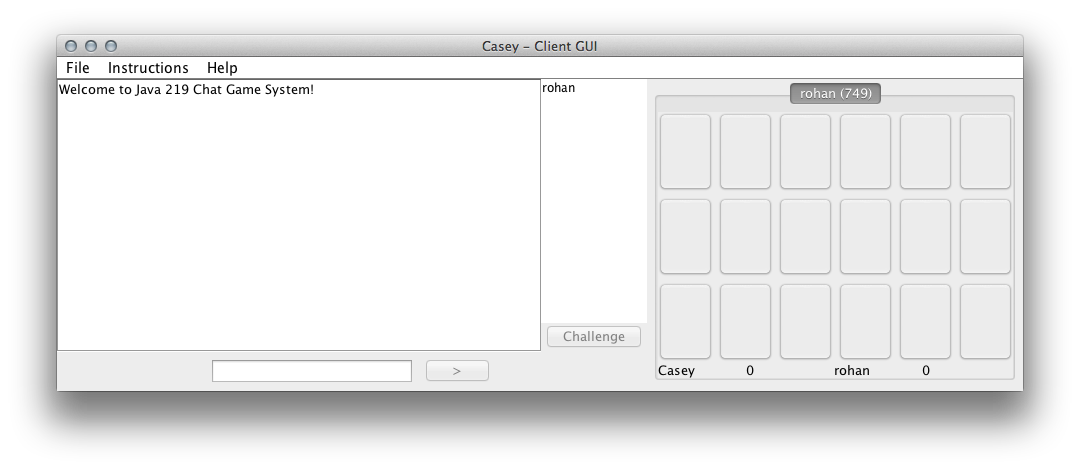 Casey – Client GUI
File Instructions Help
Welcome to Java 219 Chat Game System!
rohan
Challenge
>
rohan (749)
Casey 0 rohan 0